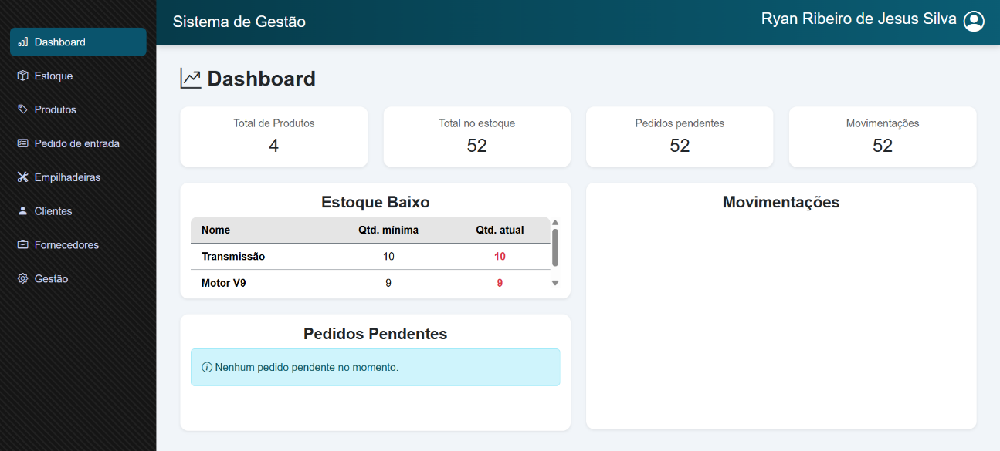 Sistema de Gestão
Ryan Ribeiro de Jesus Silva
Dashboard
Estoque
Produtos
Pedido de entrada
Empilhadeiras
Clientes
Fornecedores
Gestão
Dashboard
Total de Produtos
4
Total no estoque
52
Pedidos pendentes
52
Movimentações
52
Estoque Baixo
Nome Qtd. mínima Qtd. atual
Transmissão 10 10
Motor V9 9 9
Pedidos Pendentes
Nenhum pedido pendente no momento.
Movimentações